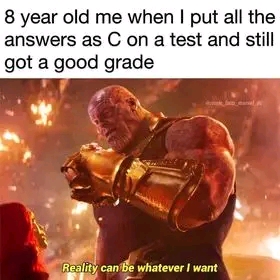 8 year old me when I put all the
answers as C on a test and still
got a good grade
Reality can be whatever I want